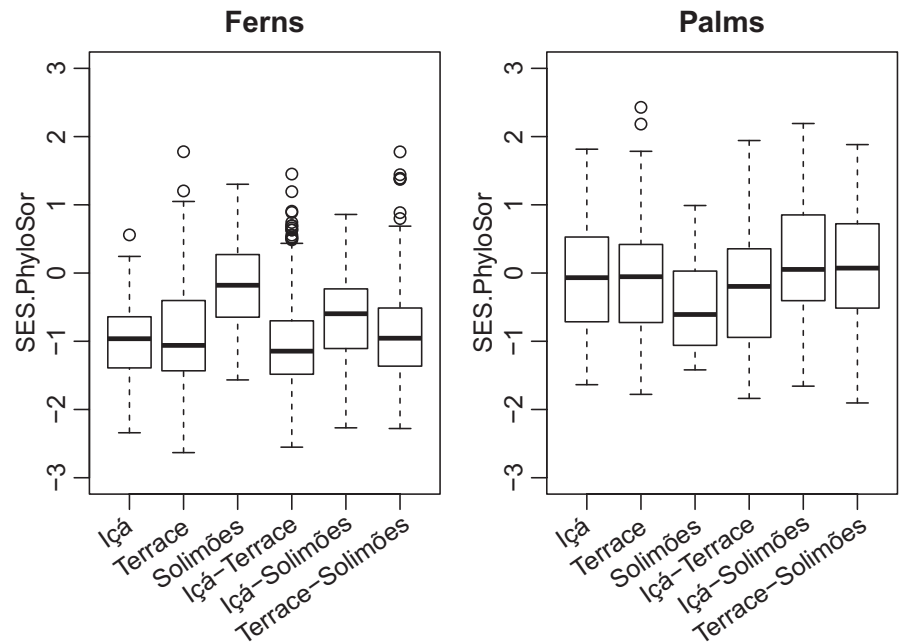 Ferns
SES.PhyloSor
3
2
1
0
−1
−2
−3
Içá
Terrace
Solimões
Içá−Terrace
Içá−Solimões
Terrace−Solimões
Palms
SES.PhyloSor
3
2
1
0
−1
−2
−3
Içá
Terrace
Solimões
Içá−Terrace
Içá−Solimões
Terrace−Solimões